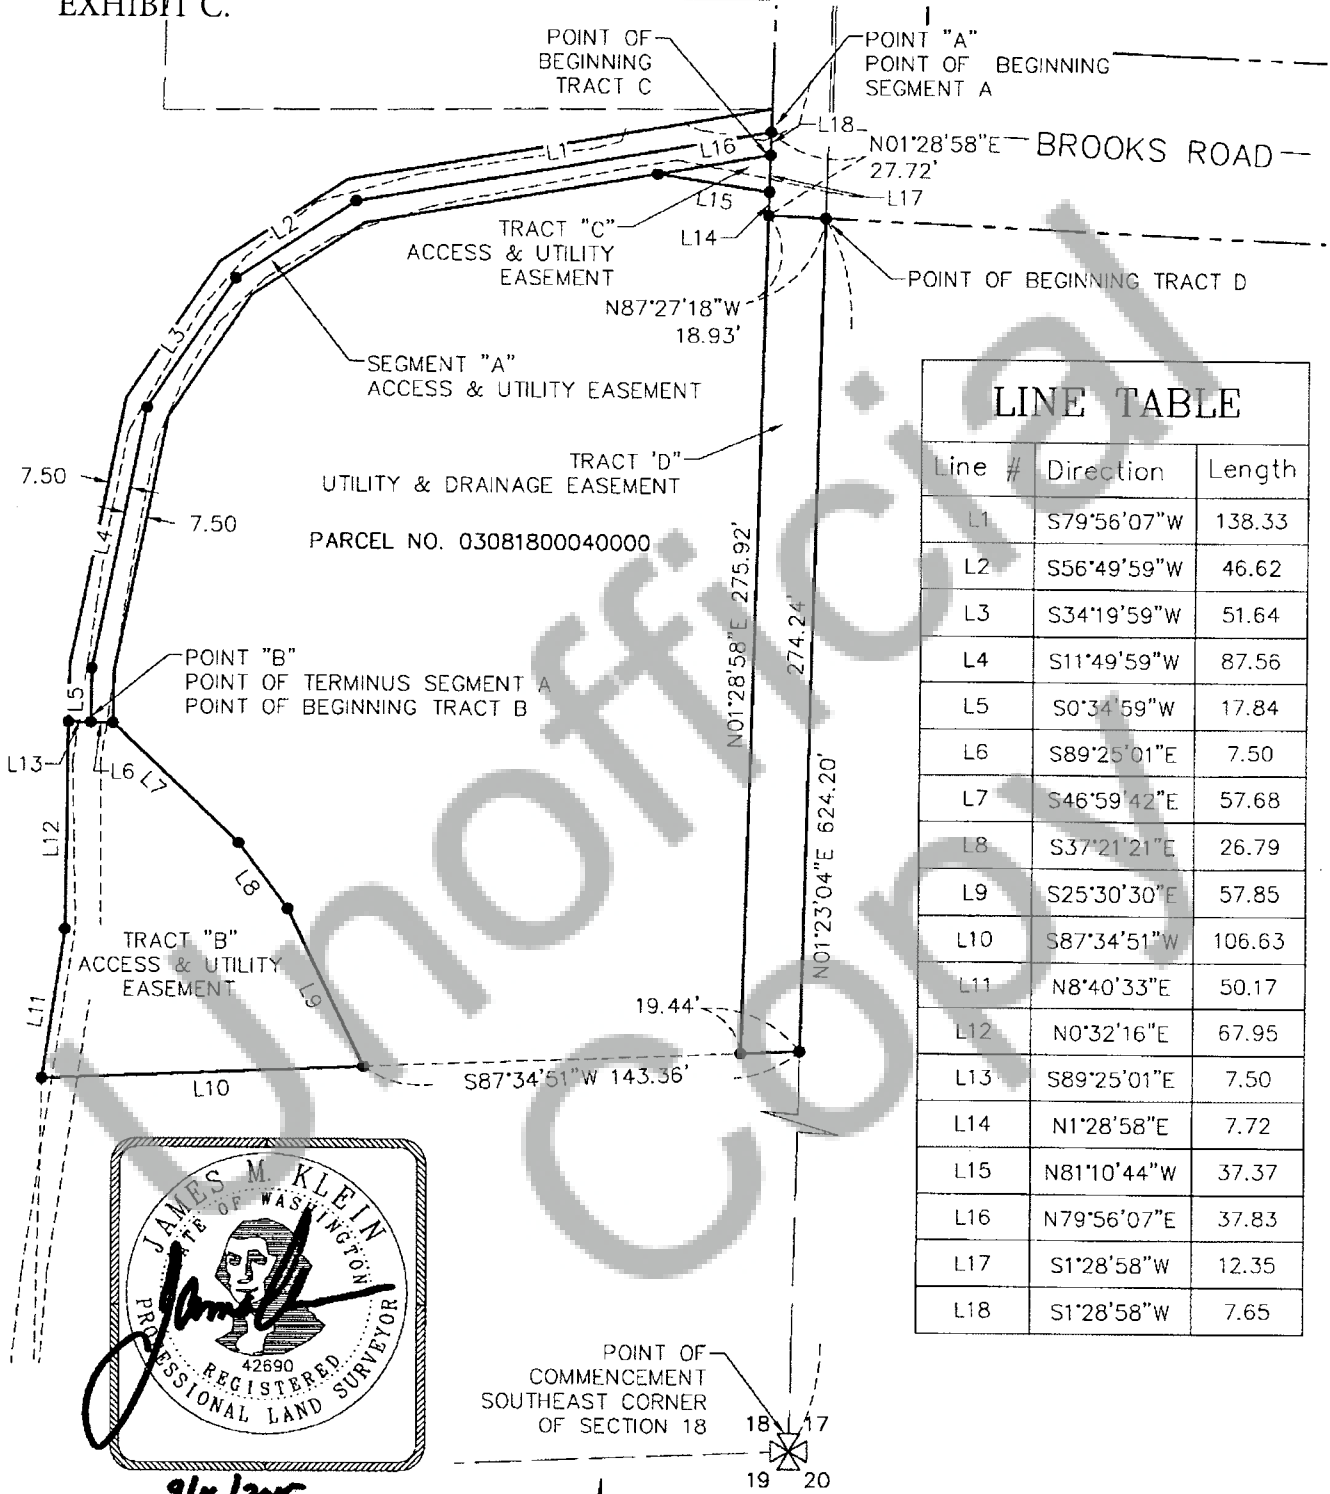 EXHIBIT C.
POINT OF
BEGINNING
TRACT C
POINT "A"
POINT OF BEGINNING
SEGMENT A
L18
N01°28'58"E
27.72'
BROOKS ROAD
L1
L16
L17
L15
L2
TRACT "C"
ACCESS & UTILITY
EASEMENT
L14
POINT OF BEGINNING TRACT D
N87°27'18"W
18.93'
L3
SEGMENT "A"
ACCESS & UTILITY EASEMENT
TRACT 'D"
UTILITY & DRAINAGE EASEMENT
7.50
7.50
L4
PARCEL NO. 03081800040000
N01°28'58"E 275.92'
274.24'
N01°23'04"E 624.20'
POINT "B"
POINT OF TERMINUS SEGMENT A
POINT OF BEGINNING TRACT B
L5
L13
L6
L7
L12
L8
TRACT "B"
ACCESS & UTILITY
EASEMENT
L9
L11
19.44'
L10
S87°34'51"W 143.36'
LINE TABLE
Line # Direction Length
L1 S79°56'07"W 138.33
L2 S56°49'59"W 46.62
L3 S34°19'59"W 51.64
L4 S11°49'59"W 87.56
L5 S0°34'59"W 17.84
L6 S89°25'01"E 7.50
L7 S46°59'42"E 57.68
L8 S37°21'21"E 26.79
L9 S25°30'30"E 57.85
L10 S87°34'51"W 106.63
L11 N8°40'33"E 50.17
L12 N0°32'16"E 67.95
L13 S89°25'01"E 7.50
L14 N1°28'58"E 7.72
L15 N81°10'44"W 37.37
L16 N79°56'07"E 37.83
L17 S1°28'58"W 12.35
L18 S1°28'58"W 7.65
JAMES M. KLEIN
STATE OF WASHINGTON
42690
REGISTERED
PROFESSIONAL LAND SURVEYOR
POINT OF
COMMENCEMENT
SOUTHEAST CORNER
OF SECTION 18
18 17
19 20
Unofficial
Copy